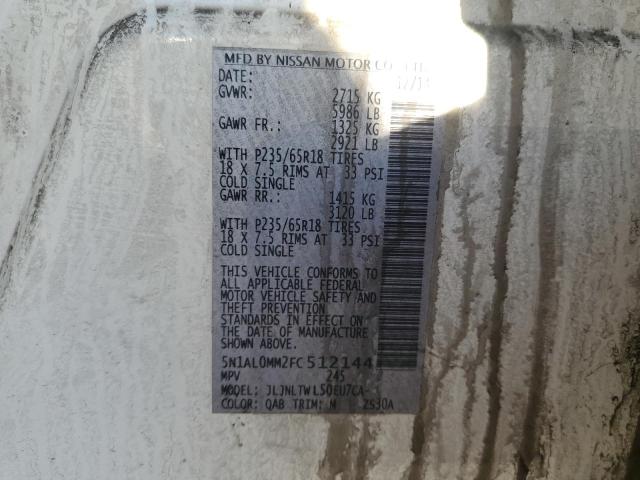 MFD BY NISSAN MOTOR CO LTD
DATE:
GVWR: 2715 KG
5986 LB
GAWR FR: 1325 KG
2921 LB
WITH P235/65R18 TIRES
18 X 7.5 RIMS AT 33 PSI
COLD SINGLE
GAWR RR: 1415 KG
3120 LB
WITH P235/65R18 TIRES
18 X 7.5 RIMS AT 33 PSI
COLD SINGLE
THIS VEHICLE CONFORMS TO
ALL APPLICABLE FEDERAL
MOTOR VEHICLE SAFETY AND
THEFT PREVENTION
STANDARDS IN EFFECT ON
THE DATE OF MANUFACTURE
SHOWN ABOVE.
5N1AL0MM2FC512144
MPV 245
JLJNLTWL50EU7CA-
COLOR: QAB TRIM: M 2S30A